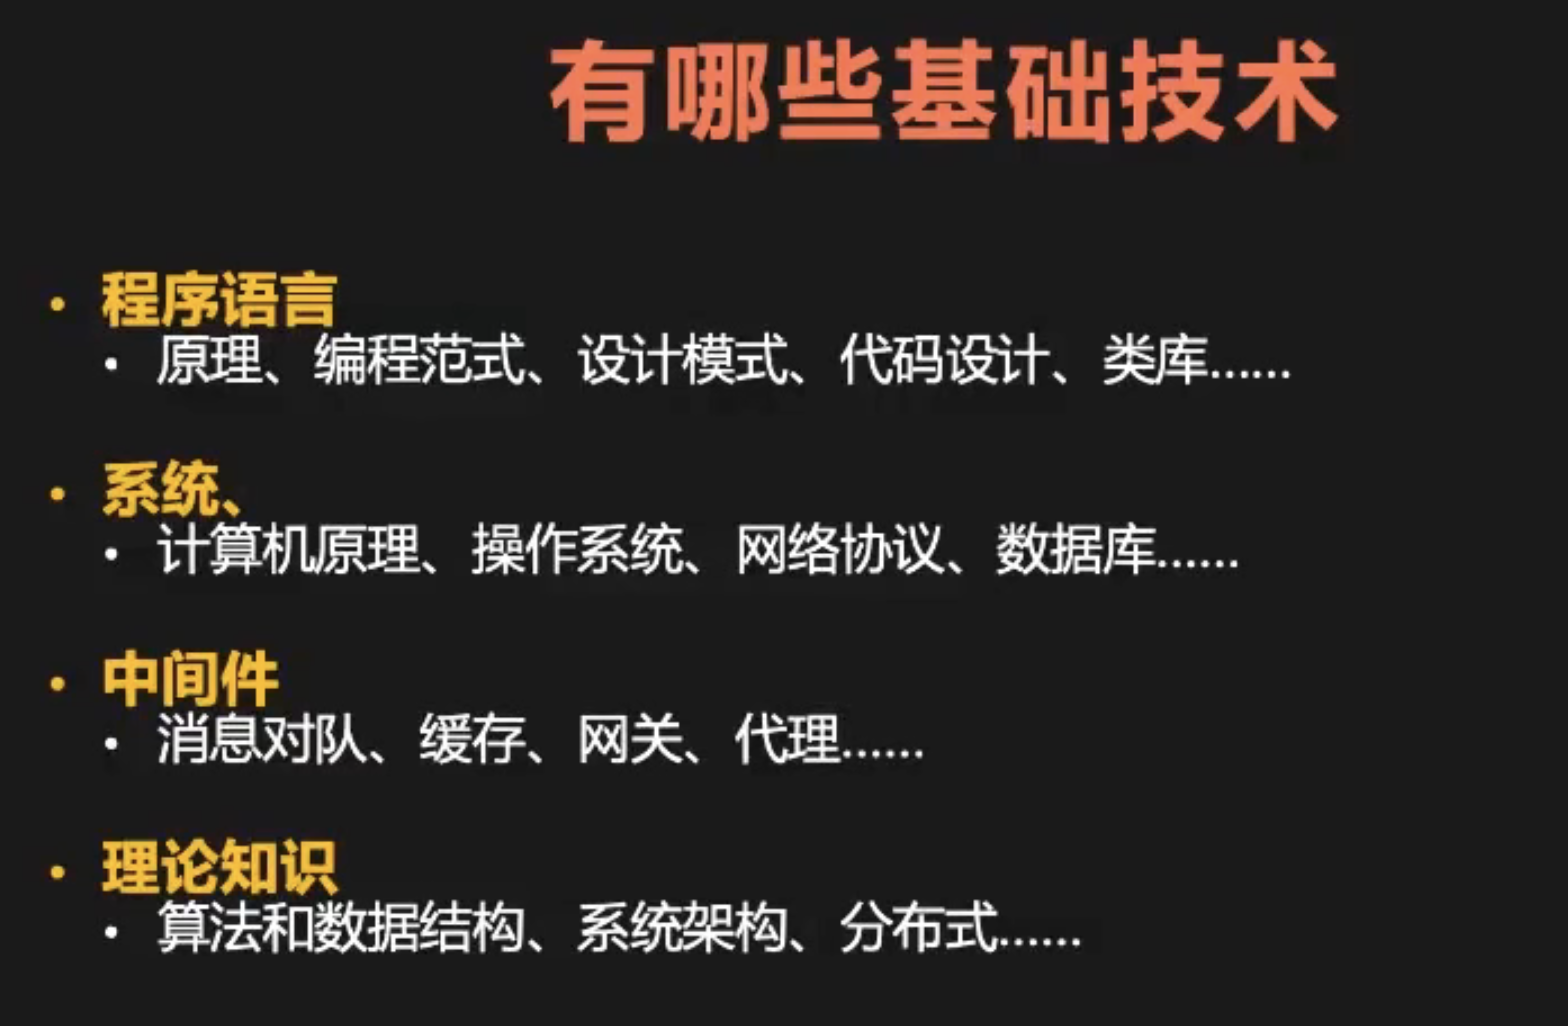 有哪些基础技术
• 程序语言
• 原理、编程范式、设计模式、代码设计、类库……
• 系统、
• 计算机原理、操作系统、网络协议、数据库……
• 中间件
• 消息对队、缓存、网关、代理……
• 理论知识
• 算法和数据结构、系统架构、分布式……